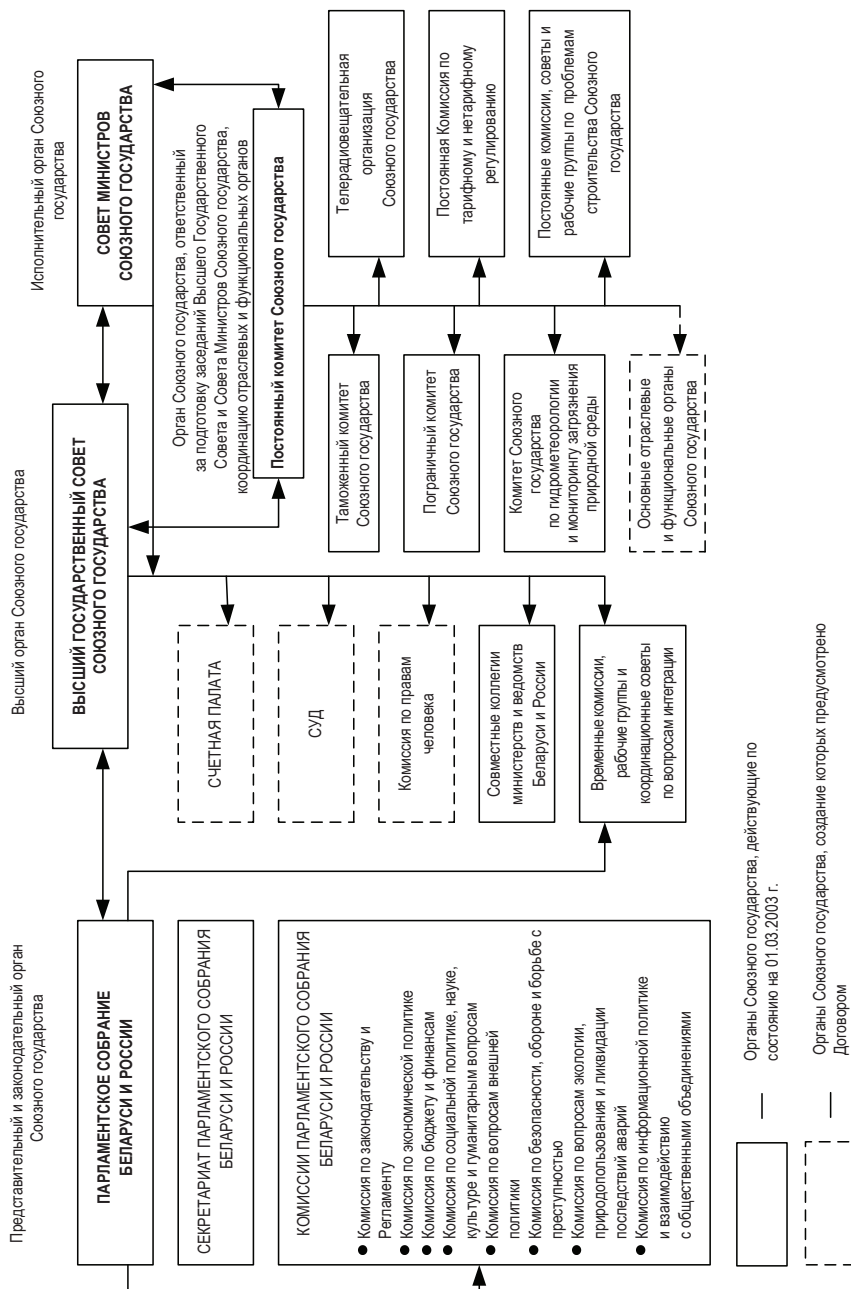 Представительный и законодательный орган
Союзного государства
ПАРЛАМЕНТСКОЕ СОБРАНИЕ
БЕЛАРУСИ И РОССИИ
СЕКРЕТАРИАТ ПАРЛАМЕНТСКОГО СОБРАНИЯ
БЕЛАРУСИ И РОССИИ
КОМИССИИ ПАРЛАМЕНТСКОГО СОБРАНИЯ
БЕЛАРУСИ И РОССИИ
● Комиссия по законодательству и
Регламенту
● Комиссия по экономической политике
● Комиссия по бюджету и финансам
● Комиссия по социальной политике, науке,
культуре и гуманитарным вопросам
● Комиссия по вопросам внешней
политики
● Комиссия по безопасности, обороне и борьбе с
преступностью
● Комиссия по вопросам экологии,
природопользования и ликвидации
последствий аварий
● Комиссия по информационной политике
и взаимодействию
с общественными объединениями
Высший орган Союзного государства
ВЫСШИЙ ГОСУДАРСТВЕННЫЙ СОВЕТ
СОЮЗНОГО ГОСУДАРСТВА
СЧЕТНАЯ ПАЛАТА
СУД
Комиссия по правам
человека
Совместные коллегии
министерств и ведомств
Беларуси и России
Временные комиссии,
рабочие группы и
координационные советы
по вопросам интеграции
Исполнительный орган Союзного
государства
СОВЕТ МИНИСТРОВ
СОЮЗНОГО ГОСУДАРСТВА
Орган Союзного государства, ответственный
за подготовку заседаний Высшего Государственного
Совета и Совета Министров Союзного государства,
координацию отраслевых и функциональных органов
Постоянный комитет Союзного государства
Таможенный комитет
Союзного государства
Пограничный комитет
Союзного государства
Комитет Союзного
государства
по гидрометеорологии
и мониторингу загрязнения
природной среды
Основные отраслевые
и функциональные органы
Союзного государства
Телерадиовещательная
организация
Союзного государства
Постоянная Комиссия по
тарифному и нетарифному
регулированию
Постоянные комиссии, советы и
рабочие группы по проблемам
строительства Союзного
государства
— Органы Союзного государства, действующие по
состоянию на 01.03.2003 г.
— Органы Союзного государства, создание которых предусмотрено
Договором